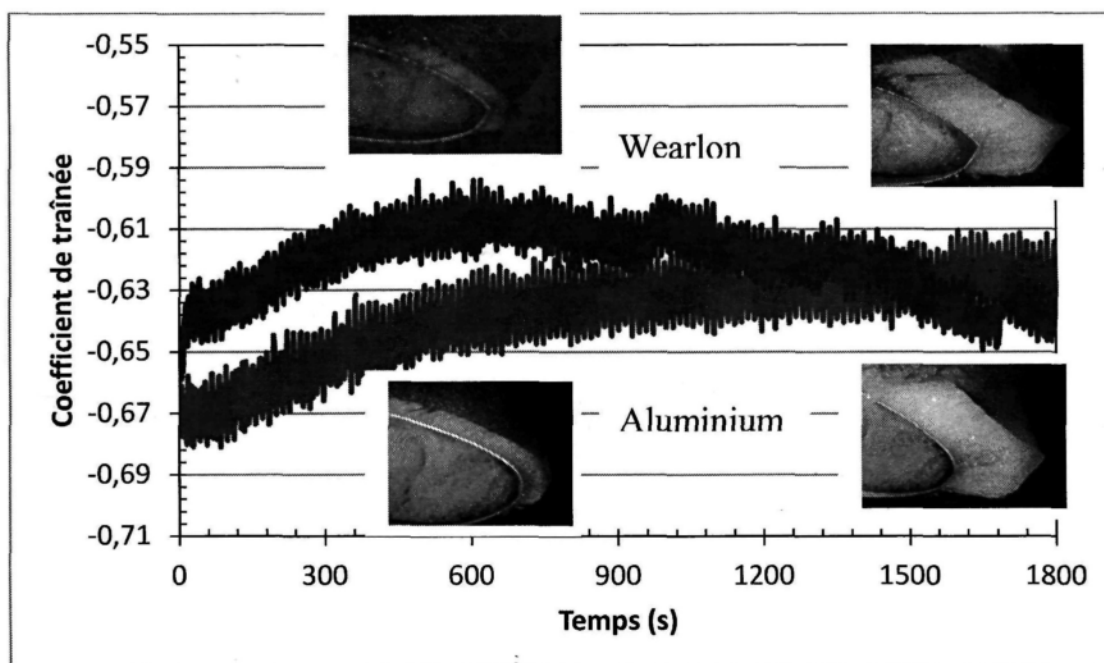 Coefficient de traînée
-0,55
-0,57
-0,59
-0,61
-0,63
-0,65
-0,67
-0,69
-0,71
Wearlon
Aluminium
0 300 600 900 1200 1500 1800
Temps (s)